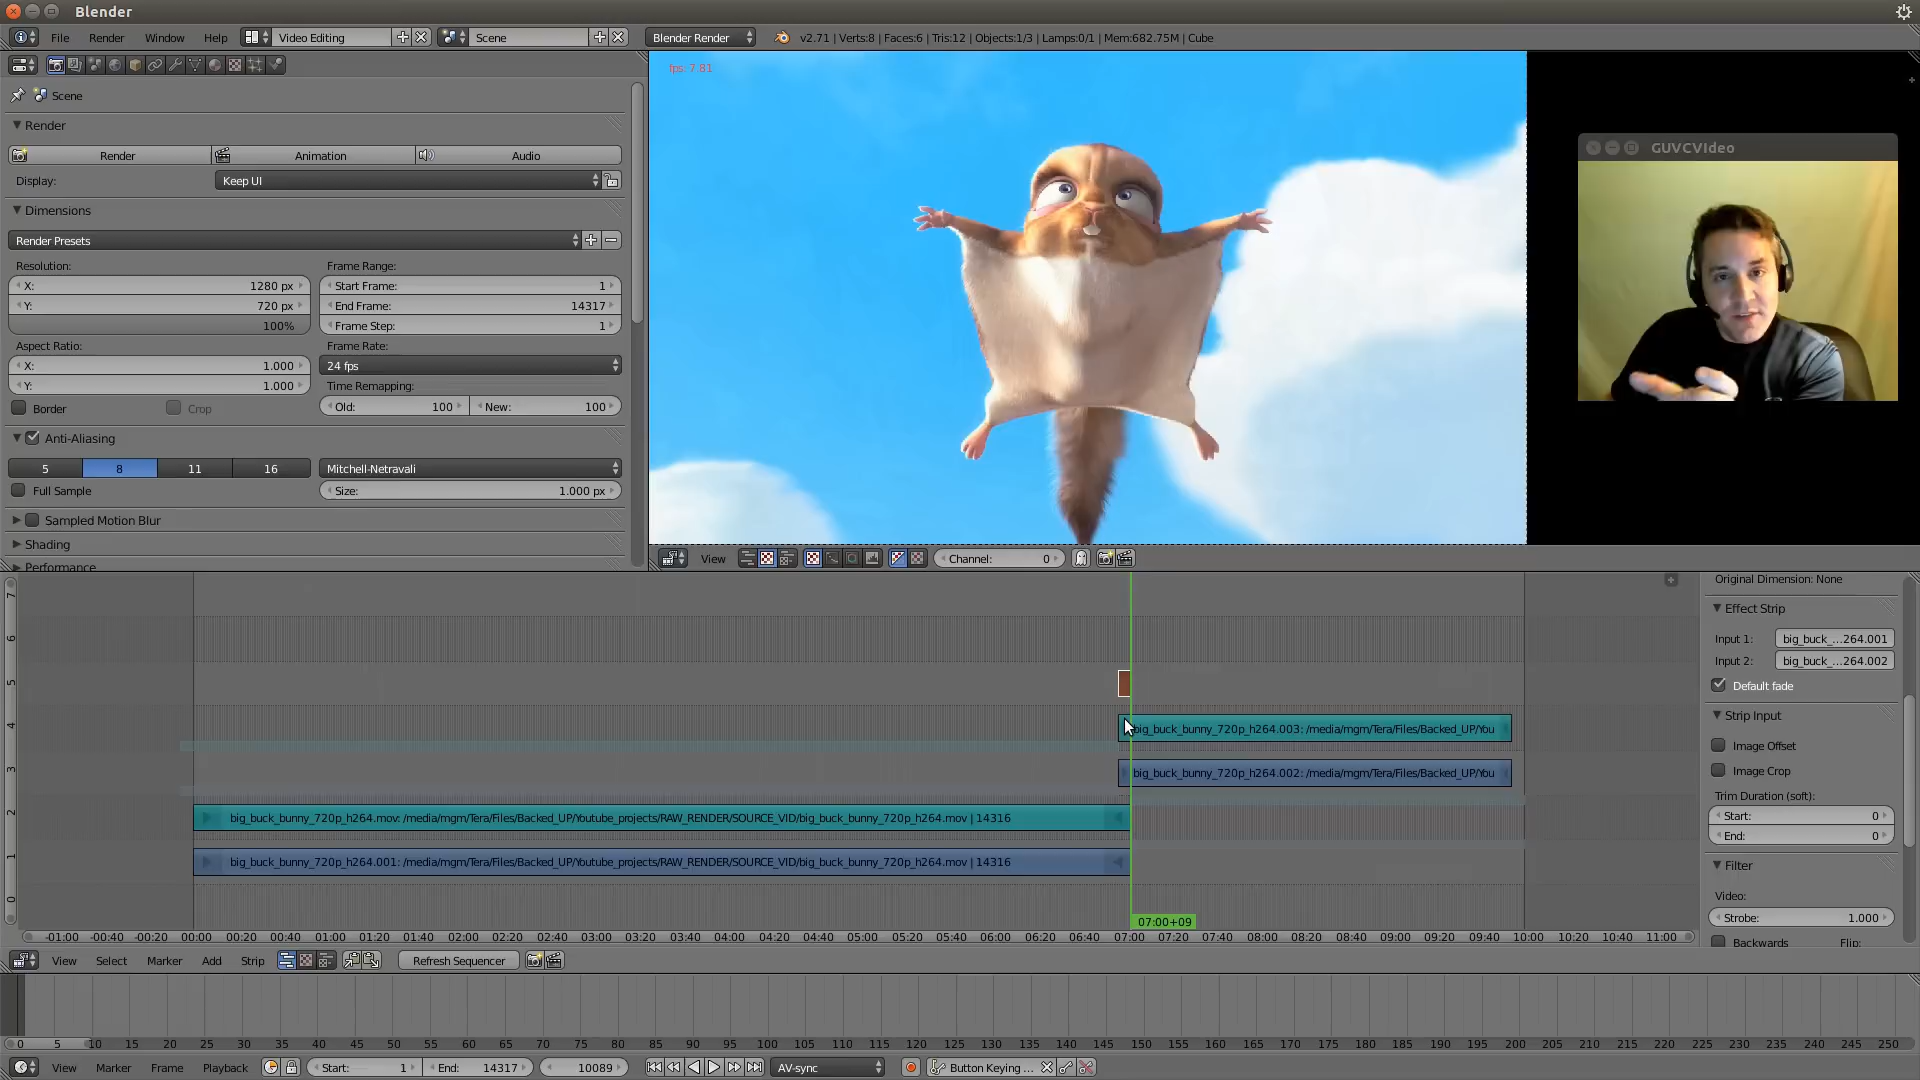 Blender
File Render Window Help Video Editing Scene Blender Render v2.71 | Verts:8 | Faces:6 | Tris:12 | Objects:1/3 | Lamps:0/1 | Mem:682.75M | Cube
fps: 7.81
Scene
Render
Render Animation Audio
Display: Keep UI
Dimensions
Render Presets
Resolution: Frame Range:
X: 1280 px Start Frame: 1
Y: 720 px End Frame: 14317
100% Frame Step: 1
Aspect Ratio: Frame Rate:
X: 1.000 24 fps
Y: 1.000 Time Remapping:
Border Crop Old: 100 New: 100
Anti-Aliasing
5 8 11 16 Mitchell-Netravali
Full Sample Size: 1.000 px
Sampled Motion Blur
Shading
Performance
GUVCVIdeo
View Channel: 0
7
6
5
4
3
2
1
0
big_buck_bunny_720p_h264.003: /media/mgm/Tera/Files/Backed_UP/You
big_buck_bunny_720p_h264.002: /media/mgm/Tera/Files/Backed_UP/You
big_buck_bunny_720p_h264.mov: /media/mgm/Tera/Files/Backed_UP/Youtube_projects/RAW_RENDER/SOURCE_VID/big_buck_bunny_720p_h264.mov | 14316
big_buck_bunny_720p_h264.001: /media/mgm/Tera/Files/Backed_UP/Youtube_projects/RAW_RENDER/SOURCE_VID/big_buck_bunny_720p_h264.mov | 14316
07:00+09
-01:00 -00:40 -00:20 00:00 00:20 00:40 01:00 01:20 01:40 02:00 02:20 02:40 03:00 03:20 03:40 04:00 04:20 04:40 05:00 05:20 05:40 06:00 06:20 06:40 07:00 07:20 07:40 08:00 08:20 08:40 09:00 09:20 09:40 10:00 10:20 10:40 11:00
Original Dimension: None
Effect Strip
Input 1: big_buck_...264.001
Input 2: big_buck_...264.002
Default fade
Strip Input
Image Offset
Image Crop
Trim Duration (soft):
Start: 0
End: 0
Filter
Video:
Strobe: 1.000
Backwards Flip:
View Select Marker Add Strip Refresh Sequencer
0 5 10 15 20 25 30 35 40 45 50 55 60 65 70 75 80 85 90 95 100 105 110 115 120 125 130 135 140 145 150 155 160 165 170 175 180 185 190 195 200 205 210 215 220 225 230 235 240 245 250
View Marker Frame Playback Start: 1 End: 14317 10089 AV-sync Button Keying ...